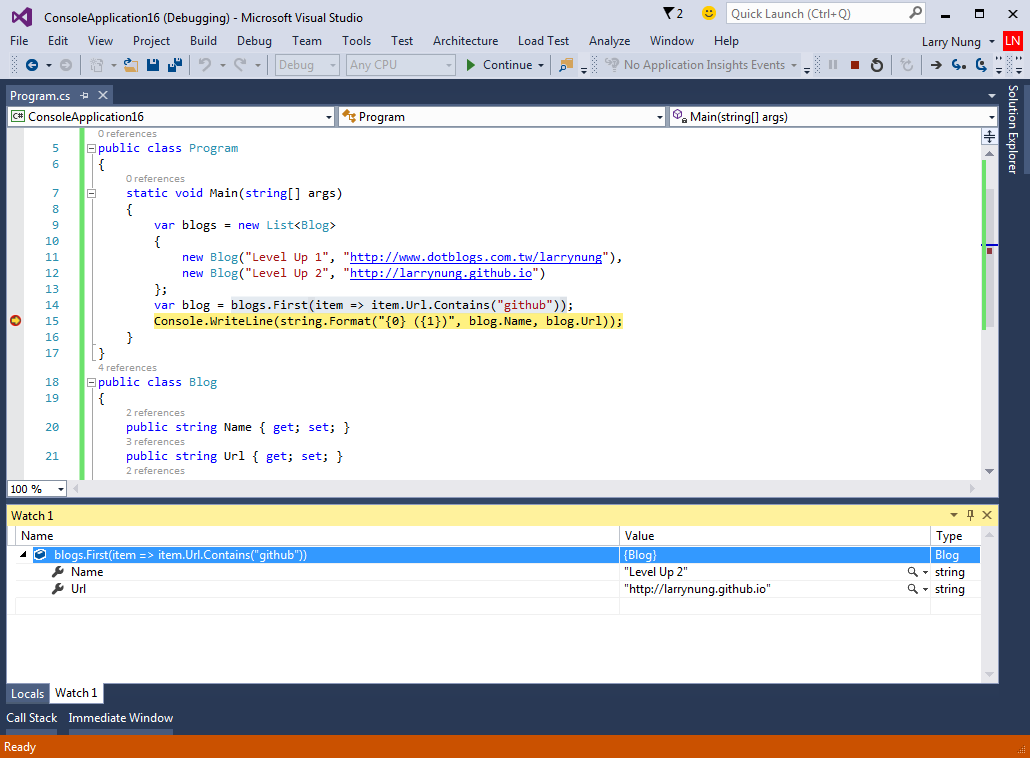 ConsoleApplication16 (Debugging) - Microsoft Visual Studio
2
Quick Launch (Ctrl+Q)
File Edit View Project Build Debug Team Tools Test Architecture Load Test Analyze Window Help
Larry Nung LN
Debug Any CPU Continue No Application Insights Events
Program.cs
Solution Explorer
C# ConsoleApplication16 Program Main(string[] args)
0 references
5 public class Program
6 {
0 references
7 static void Main(string[] args)
8 {
9 var blogs = new List<Blog>
10 {
11 new Blog("Level Up 1", "http://www.dotblogs.com.tw/larrynung"),
12 new Blog("Level Up 2", "http://larrynung.github.io")
13 };
14 var blog = blogs.First(item => item.Url.Contains("github"));
15 Console.WriteLine(string.Format("{0} ({1})", blog.Name, blog.Url));
16 }
17 }
4 references
18 public class Blog
19 {
2 references
20 public string Name { get; set; }
3 references
21 public string Url { get; set; }
2 references
100 %
Watch 1
Name Value Type
blogs.First(item => item.Url.Contains("github")) {Blog} Blog
Name "Level Up 2" string
Url "http://larrynung.github.io" string
Locals Watch 1
Call Stack Immediate Window
Ready